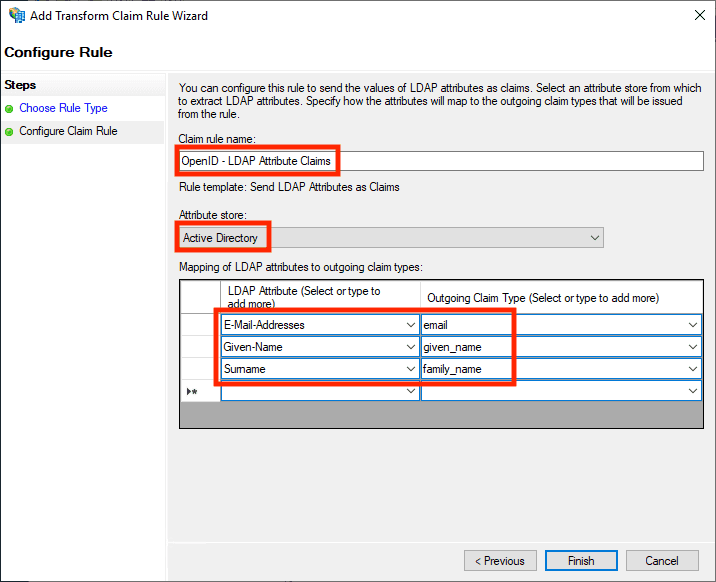 Add Transform Claim Rule Wizard
Configure Rule
Steps
Choose Rule Type
Configure Claim Rule
You can configure this rule to send the values of LDAP attributes as claims. Select an attribute store from which
to extract LDAP attributes. Specify how the attributes will map to the outgoing claim types that will be issued
from the rule.
Claim rule name:
OpenID - LDAP Attribute Claims
Rule template: Send LDAP Attributes as Claims
Attribute store:
Active Directory
Mapping of LDAP attributes to outgoing claim types:
LDAP Attribute (Select or type to
add more)
Outgoing Claim Type (Select or type to add more)
E-Mail-Addresses email
Given-Name given_name
Surname family_name
< Previous Finish Cancel